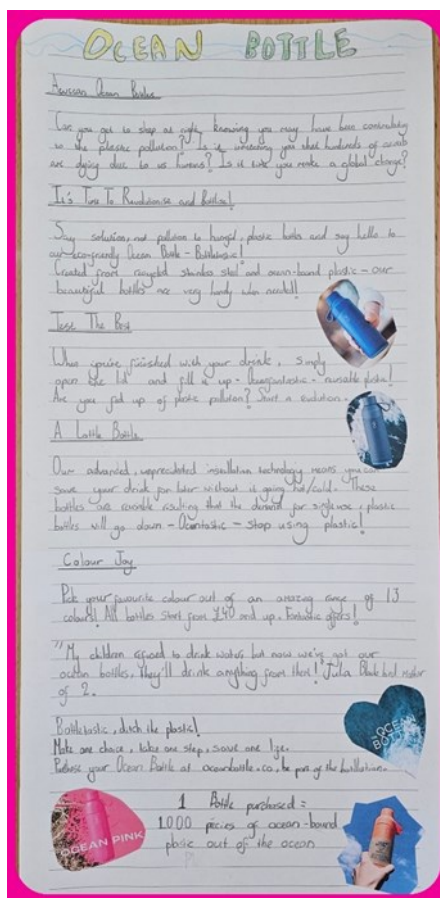 OCEAN BOTTLE
Awesson Ocean Bottle
Can you get to sleep at night, knowing you may have been contributing
to the plastic pollution? Is it unnerving you that hundreds of animals
are dying due to us humans? Is it time you make a global change?
It's Time To Revolutionise and Bottlise!
Say solution, not pollution to harmful, plastic bottles and say hello to
our eco-friendly Ocean Bottle - Bottletastic!
Created from recycled stainless steel and ocean-bound plastic - our
beautiful bottles are very handy when needed!
Taste The Best
When you're finished with your drink, simply
open the lid and fill it up - Oceanfantastic - reusable plastic!
Are you fed up of plastic pollution? Start a evolution.
A Lottle Bottle
Our advanced, insulation technology means you can
save your drink for later without it going hot/cold. These
bottles are reusable resulting that the demand for single use, plastic
bottles will go down - Oceantastic - stop using plastic!
Colour Joy
Pick your favourite colour out of an amazing range of 13
colours! All bottles start from £40 and up. Fantastic offers!
"My children refused to drink water, but now we've got our
ocean bottles, they'll drink anything from them!" Julia mother
of 2.
Bottletastic, ditch the plastic!
Make one choice, take one step, save one life.
Purchase your Ocean Bottle at oceanbottle.co, be part of the
1 Bottle purchased =
1000 pieces of ocean-bound
plastic out of the ocean
OCEAN BOTTLE
OCEAN PINK